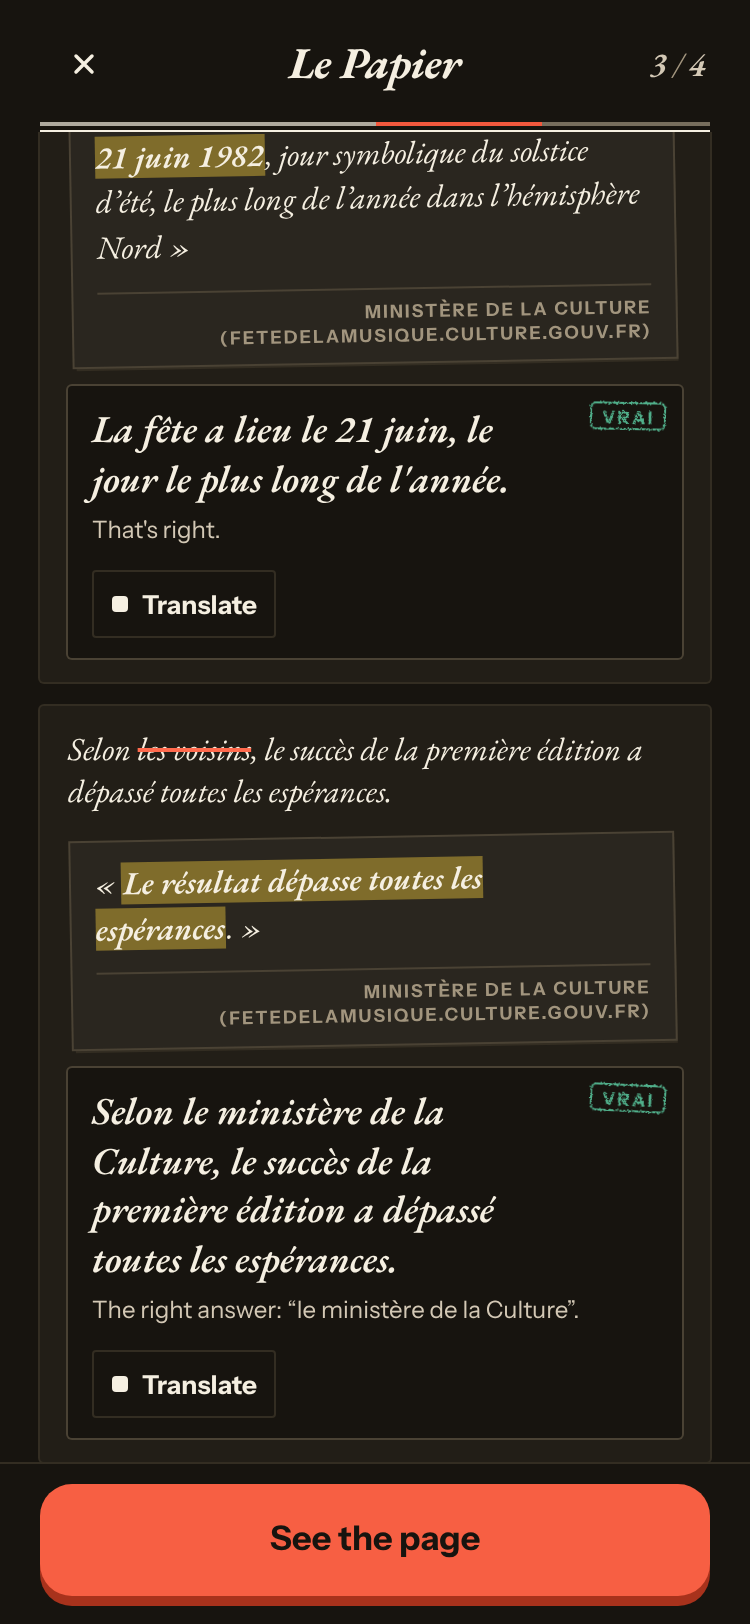 Le Papier
3 / 4
21 juin 1982, jour symbolique du solstice
d’été, le plus long de l’année dans l’hémisphère
Nord »
MINISTÈRE DE LA CULTURE
(FETEDELAMUSIQUE.CULTURE.GOUV.FR)
VRAI
La fête a lieu le 21 juin, le
jour le plus long de l'année.
That's right.
Translate
Selon les voisins, le succès de la première édition a
dépassé toutes les espérances.
« Le résultat dépasse toutes les
espérances. »
MINISTÈRE DE LA CULTURE
(FETEDELAMUSIQUE.CULTURE.GOUV.FR)
VRAI
Selon le ministère de la
Culture, le succès de la
première édition a dépassé
toutes les espérances.
The right answer: “le ministère de la Culture”.
Translate
See the page